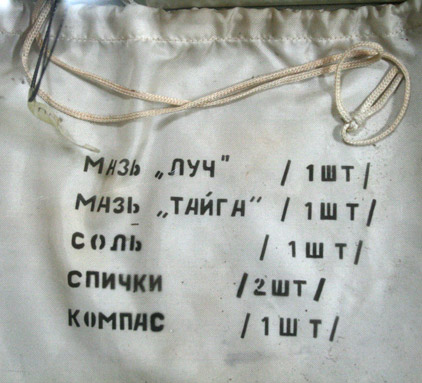 МАЗЬ „ЛУЧ" /1ШТ/
МАЗЬ „ТАЙГА“ /1ШТ/
СОЛЬ /1ШТ/
СПИЧКИ /2ШТ/
КОМПАС /1ШТ/